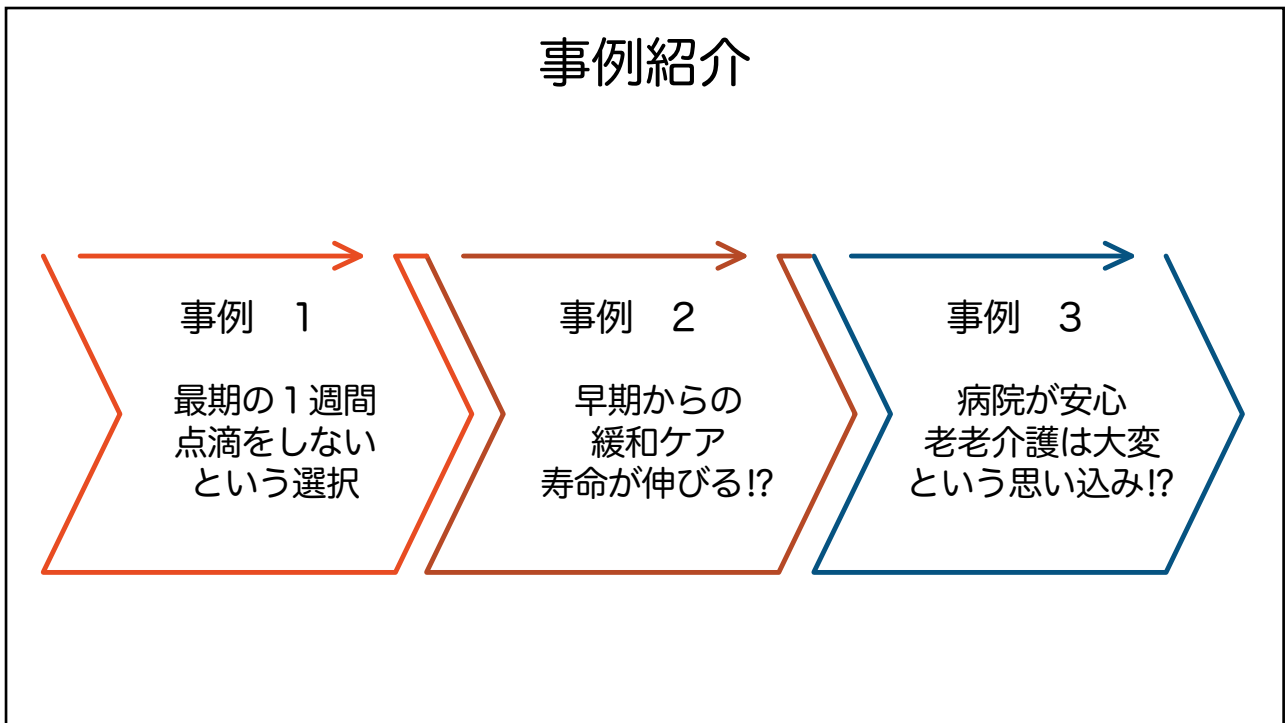 事例紹介
事例　1
最期の１週間
点滴をしない
という選択
事例　2
早期からの
緩和ケア
寿命が伸びる⁉
事例　3
病院が安心
老老介護は大変
という思い込み⁉